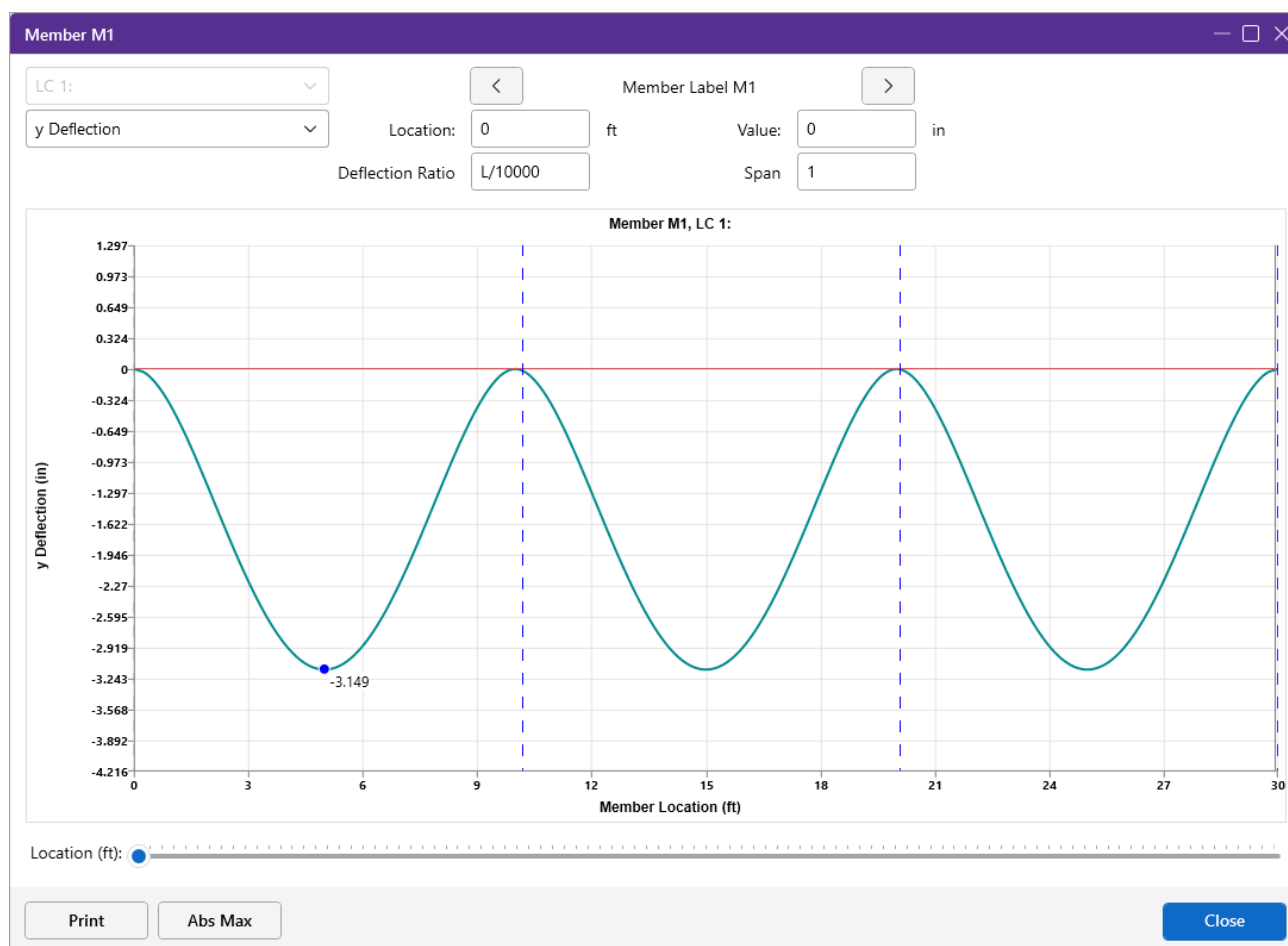 Member M1
LC 1:
Member Label M1
y Deflection
Location: 0 ft
Value: 0 in
Deflection Ratio L/10000
Span 1
Member M1, LC 1:
1.297
0.973
0.649
0.324
0
-0.324
-0.649
-0.973
-1.297
-1.622
-1.946
-2.27
-2.595
-2.919
-3.243
-3.568
-3.892
-4.216
y Deflection (in)
-3.149
0 3 6 9 12 15 18 21 24 27 30
Member Location (ft)
Location (ft):
Print
Abs Max
Close